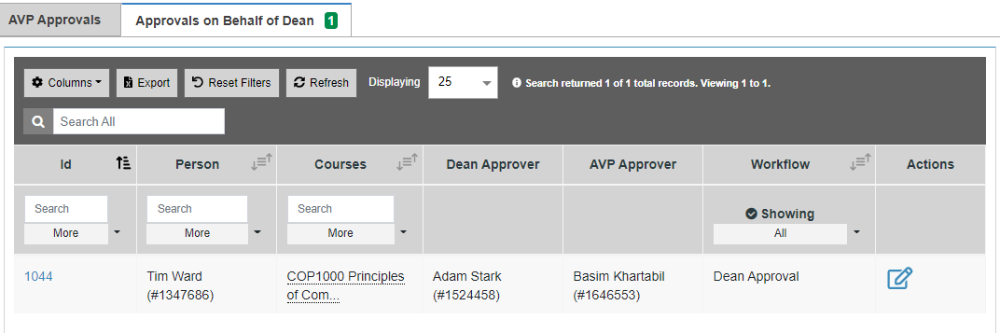 AVP Approvals
Approvals on Behalf of Dean 1
Columns Export Reset Filters Refresh Displaying 25 Search returned 1 of 1 total records. Viewing 1 to 1.
Search All
Id Person Courses Dean Approver AVP Approver Workflow Actions
Search Search Search
Showing
More More More All
1044 Tim Ward COP1000 Principles Adam Stark Basim Khartabil Dean Approval
(#1347686) of Com... (#1524458) (#1646553)